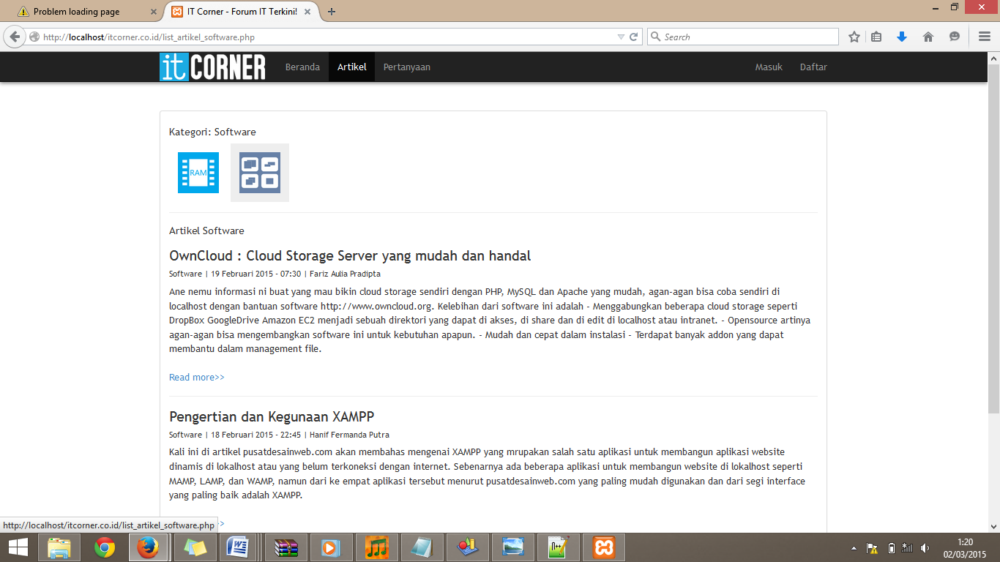 Problem loading page
IT Corner - Forum IT Terkini!
http://localhost/itcorner.co.id/list_artikel_software.php
Search
it CORNER
Beranda
Artikel
Pertanyaan
Masuk
Daftar
Kategori: Software
RAM
Artikel Software
OwnCloud : Cloud Storage Server yang mudah dan handal
Software | 19 Februari 2015 - 07:30 | Fariz Aulia Pradipta
Ane nemu informasi ni buat yang mau bikin cloud storage sendiri dengan PHP, MySQL dan Apache yang mudah, agan-agan bisa coba sendiri di
localhost dengan bantuan software http://www.owncloud.org. Kelebihan dari software ini adalah - Menggabungkan beberapa cloud storage seperti
DropBox GoogleDrive Amazon EC2 menjadi sebuah direktori yang dapat di akses, di share dan di edit di localhost atau intranet. - Opensource artinya
agan-agan bisa mengembangkan software ini untuk kebutuhan apapun. - Mudah dan cepat dalam instalasi - Terdapat banyak addon yang dapat
membantu dalam management file.
Read more>>
Pengertian dan Kegunaan XAMPP
Software | 18 Februari 2015 - 22:45 | Hanif Fermanda Putra
Kali ini di artikel pusatdesainweb.com akan membahas mengenai XAMPP yang mrupakan salah satu aplikasi untuk membangun aplikasi website
dinamis di lokalhost atau yang belum terkoneksi dengan internet. Sebenarnya ada beberapa aplikasi untuk membangun website di lokalhost seperti
MAMP, LAMP, dan WAMP, namun dari ke empat aplikasi tersebut menurut pusatdesainweb.com yang paling mudah digunakan dan dari segi interface
yang paling baik adalah XAMPP.
>
http://localhost/itcorner.co.id/list_artikel_software.php
1:20
02/03/2015